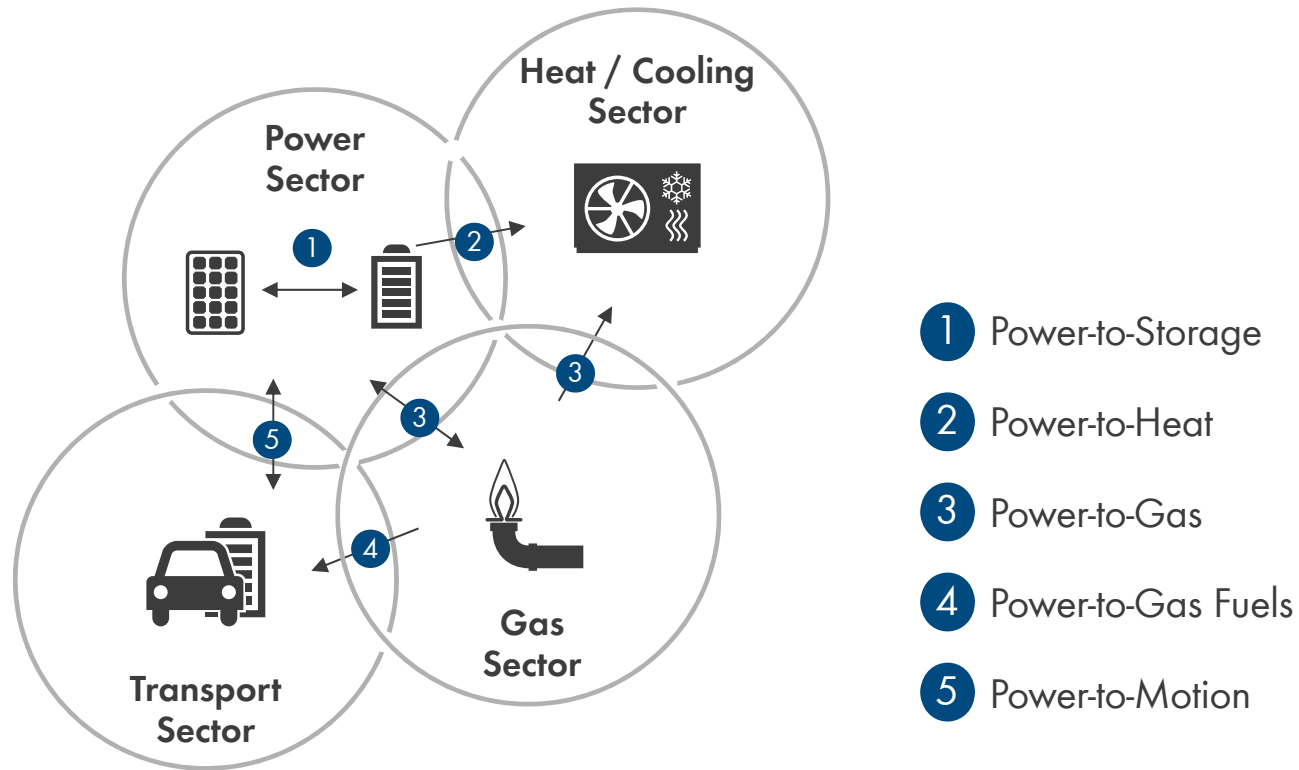 Heat / Cooling
Sector
Power
Sector
1
2
3
3
5
4
Gas
Sector
Transport
Sector
1 Power-to-Storage
2 Power-to-Heat
3 Power-to-Gas
4 Power-to-Gas Fuels
5 Power-to-Motion